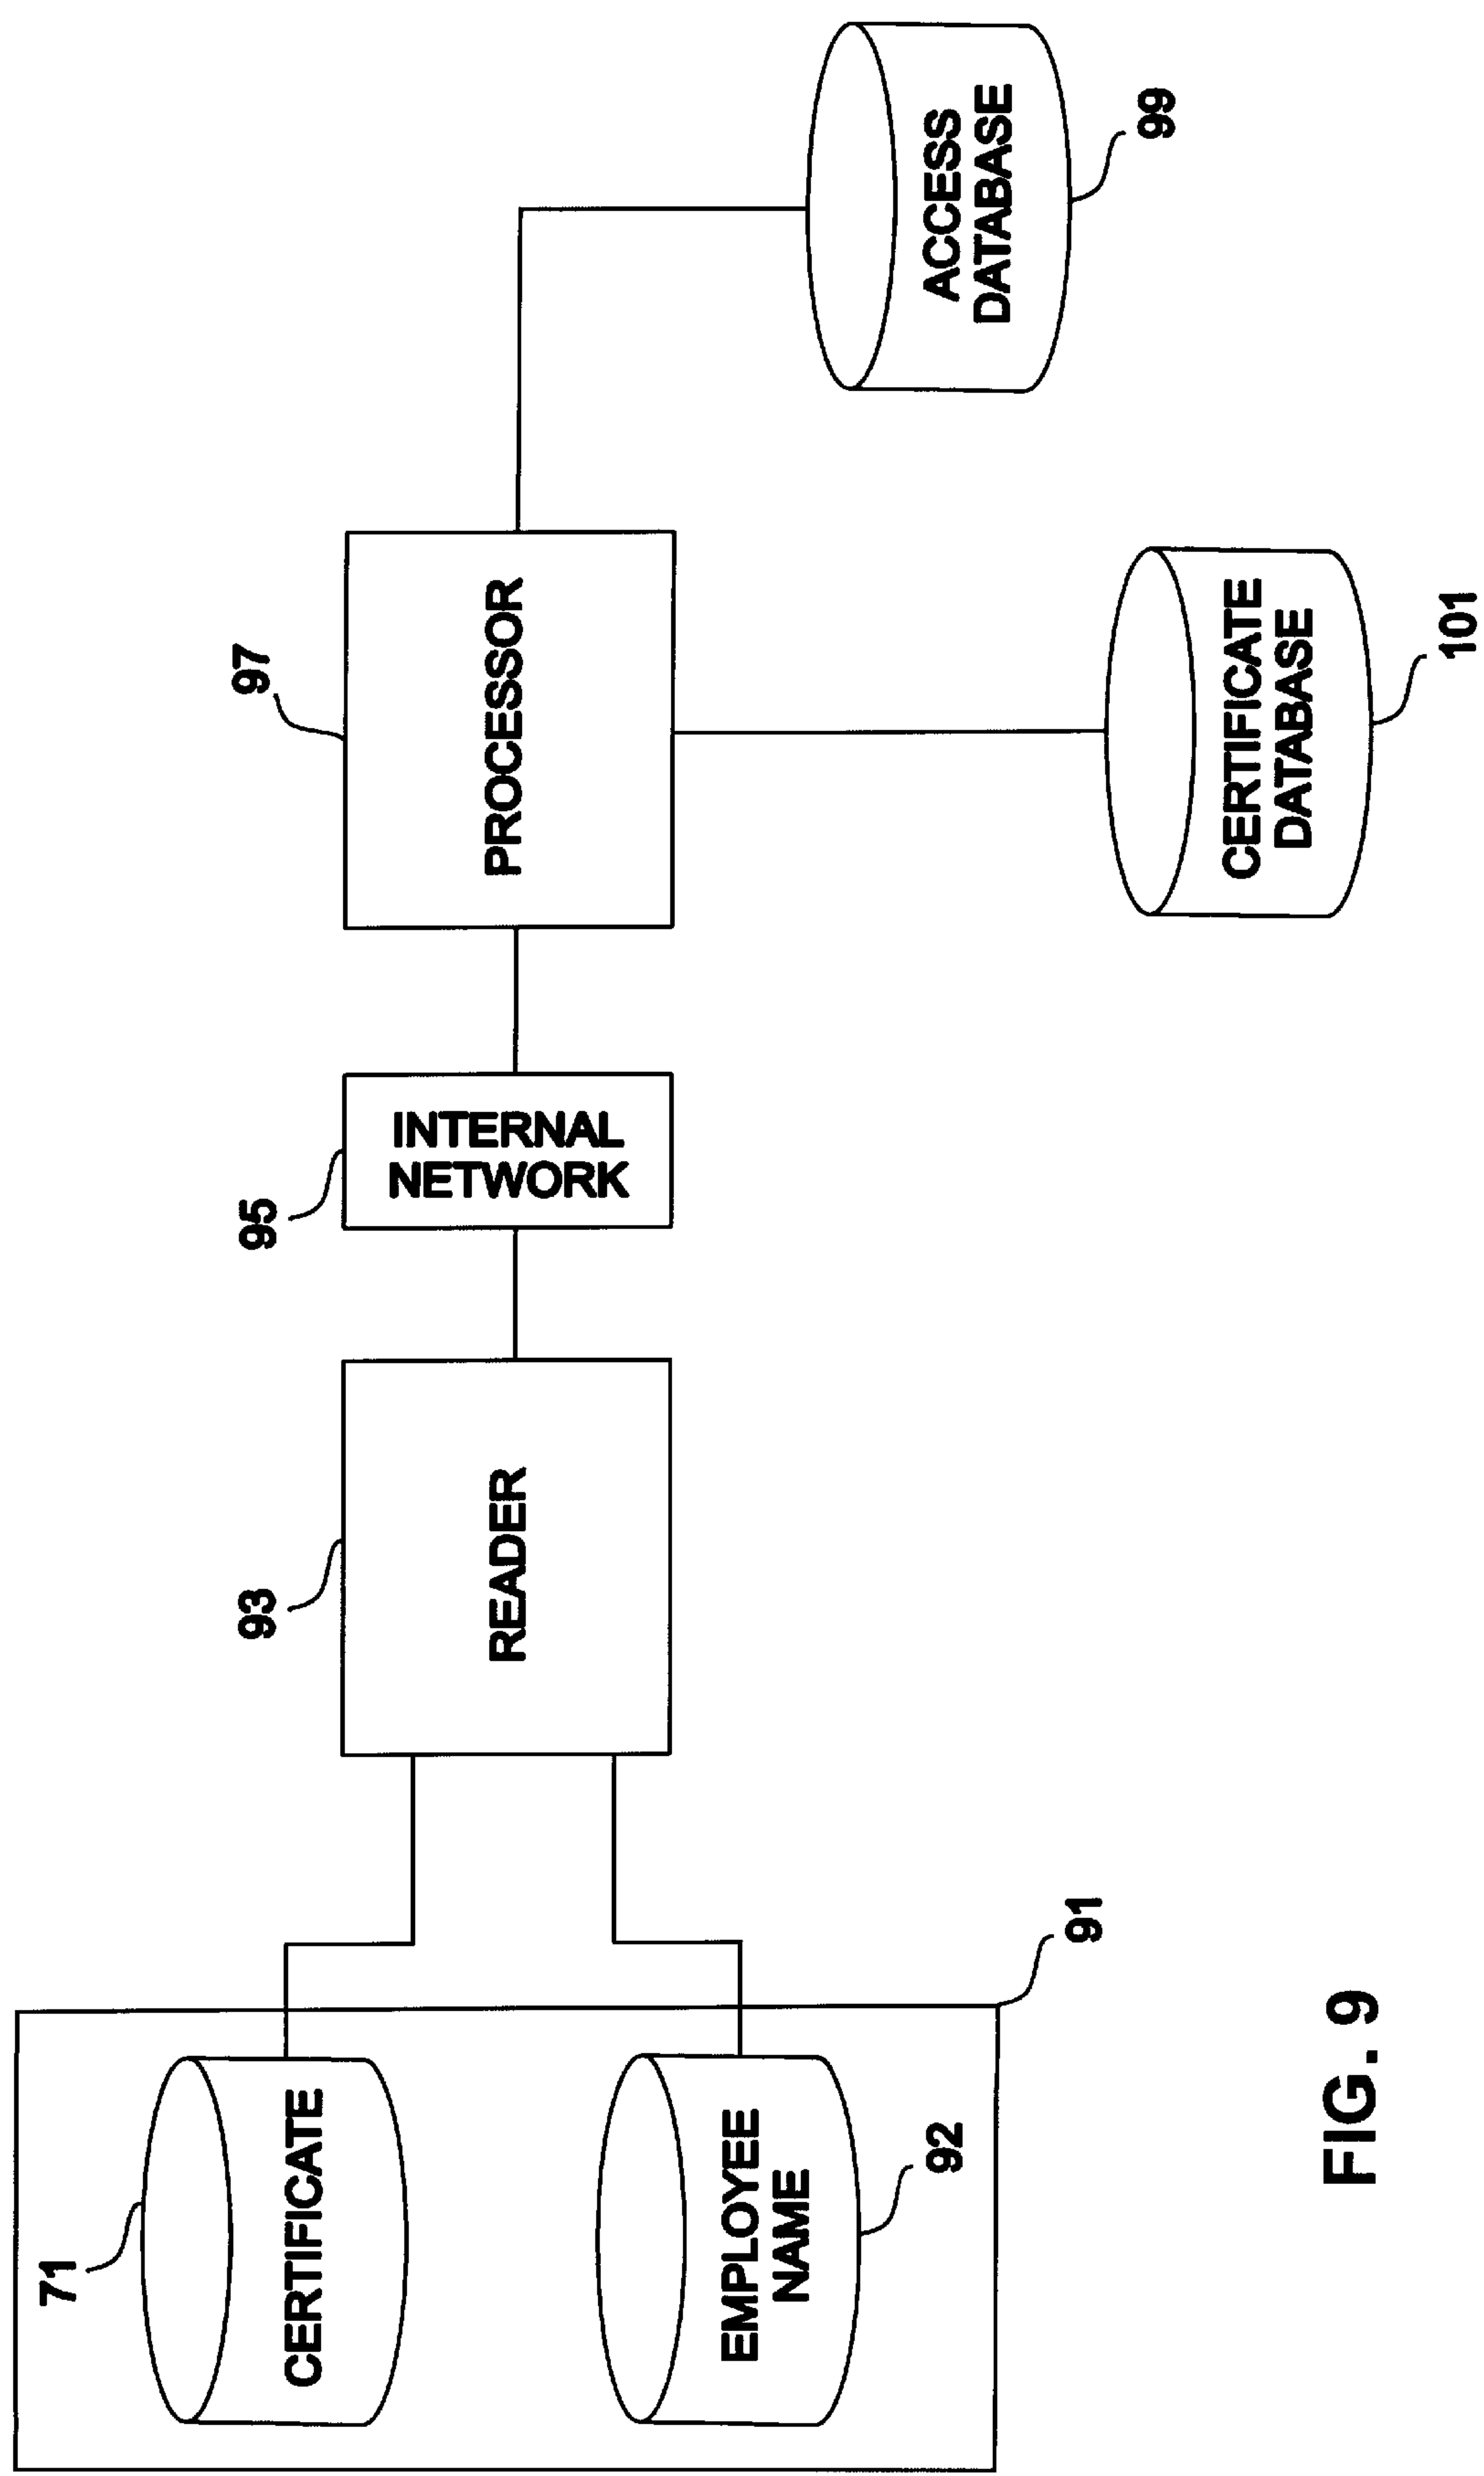 71
CERTIFICATE
EMPLOYEE
NAME
92
91
93
READER
95
INTERNAL
NETWORK
97
PROCESSOR
ACCESS
DATABASE
99
CERTIFICATE
DATABASE
101
FIG. 9